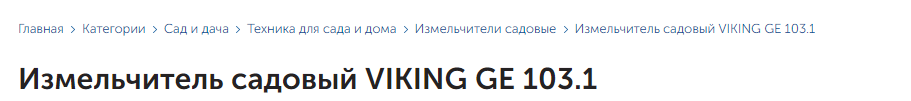 Главная > Категории > Сад и дача > Техника для сада и дома > Измельчители садовые > Измельчитель садовый VIKING GE 103.1
Измельчитель садовый VIKING GE 103.1